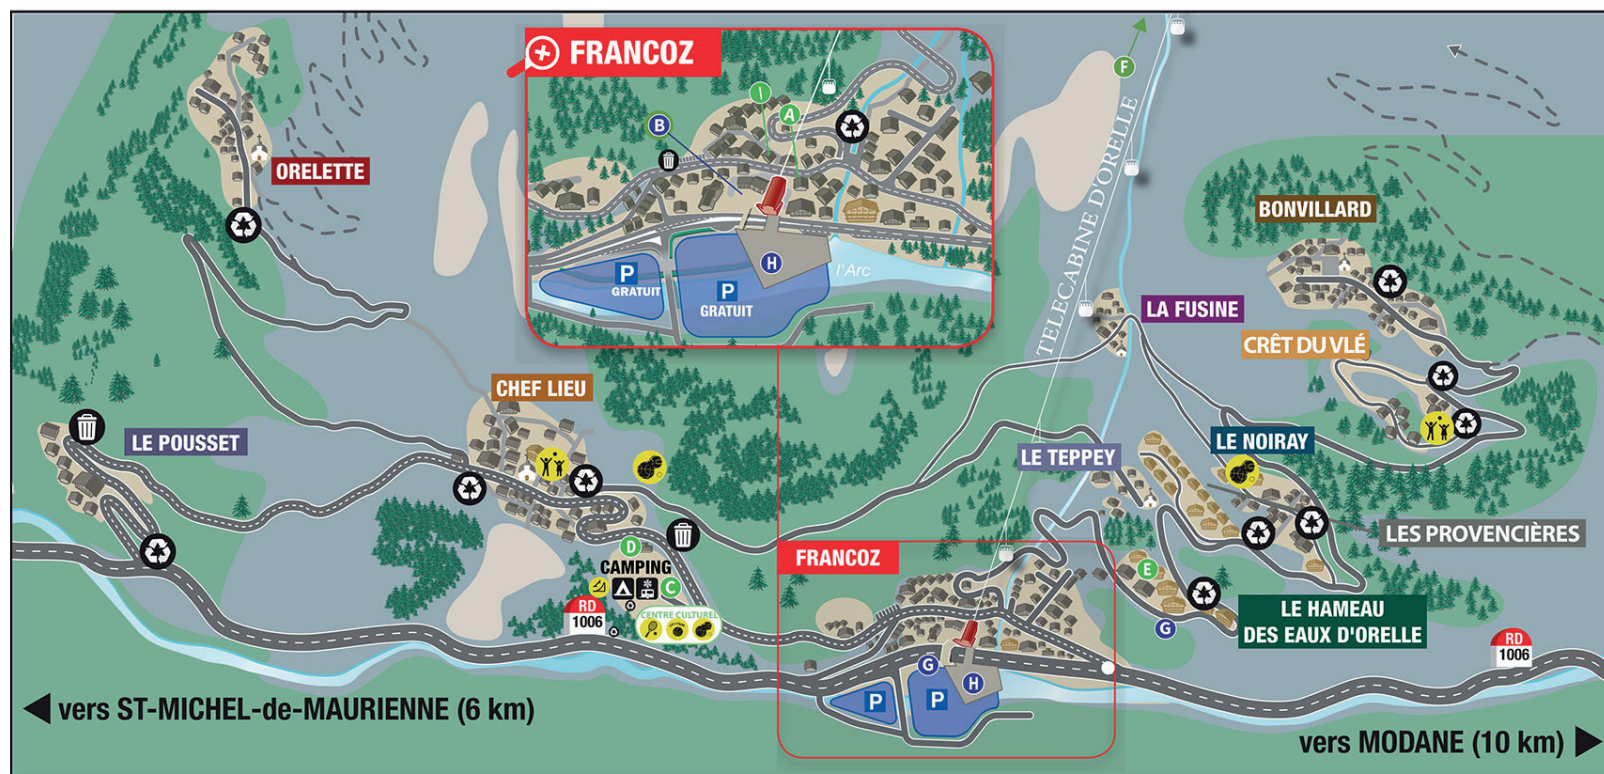 FRANCOZ
I
A
B
F
H
P
GRATUIT
P
GRATUIT
l'Arc
TELECABINE D'ORELLE
ORELETTE
BONVILLARD
LA FUSINE
CRÊT DU VLÉ
CHEF LIEU
LE POUSSET
LE TEPPEY
LE NOIRAY
LES PROVENCIÈRES
FRANCOZ
D
CAMPING
C
E
RD
1006
CENTRE CULTUREL
LE HAMEAU
DES EAUX D'ORELLE
G
G
H
P
P
RD
1006
vers ST-MICHEL-de-MAURIENNE (6 km)
vers MODANE (10 km)